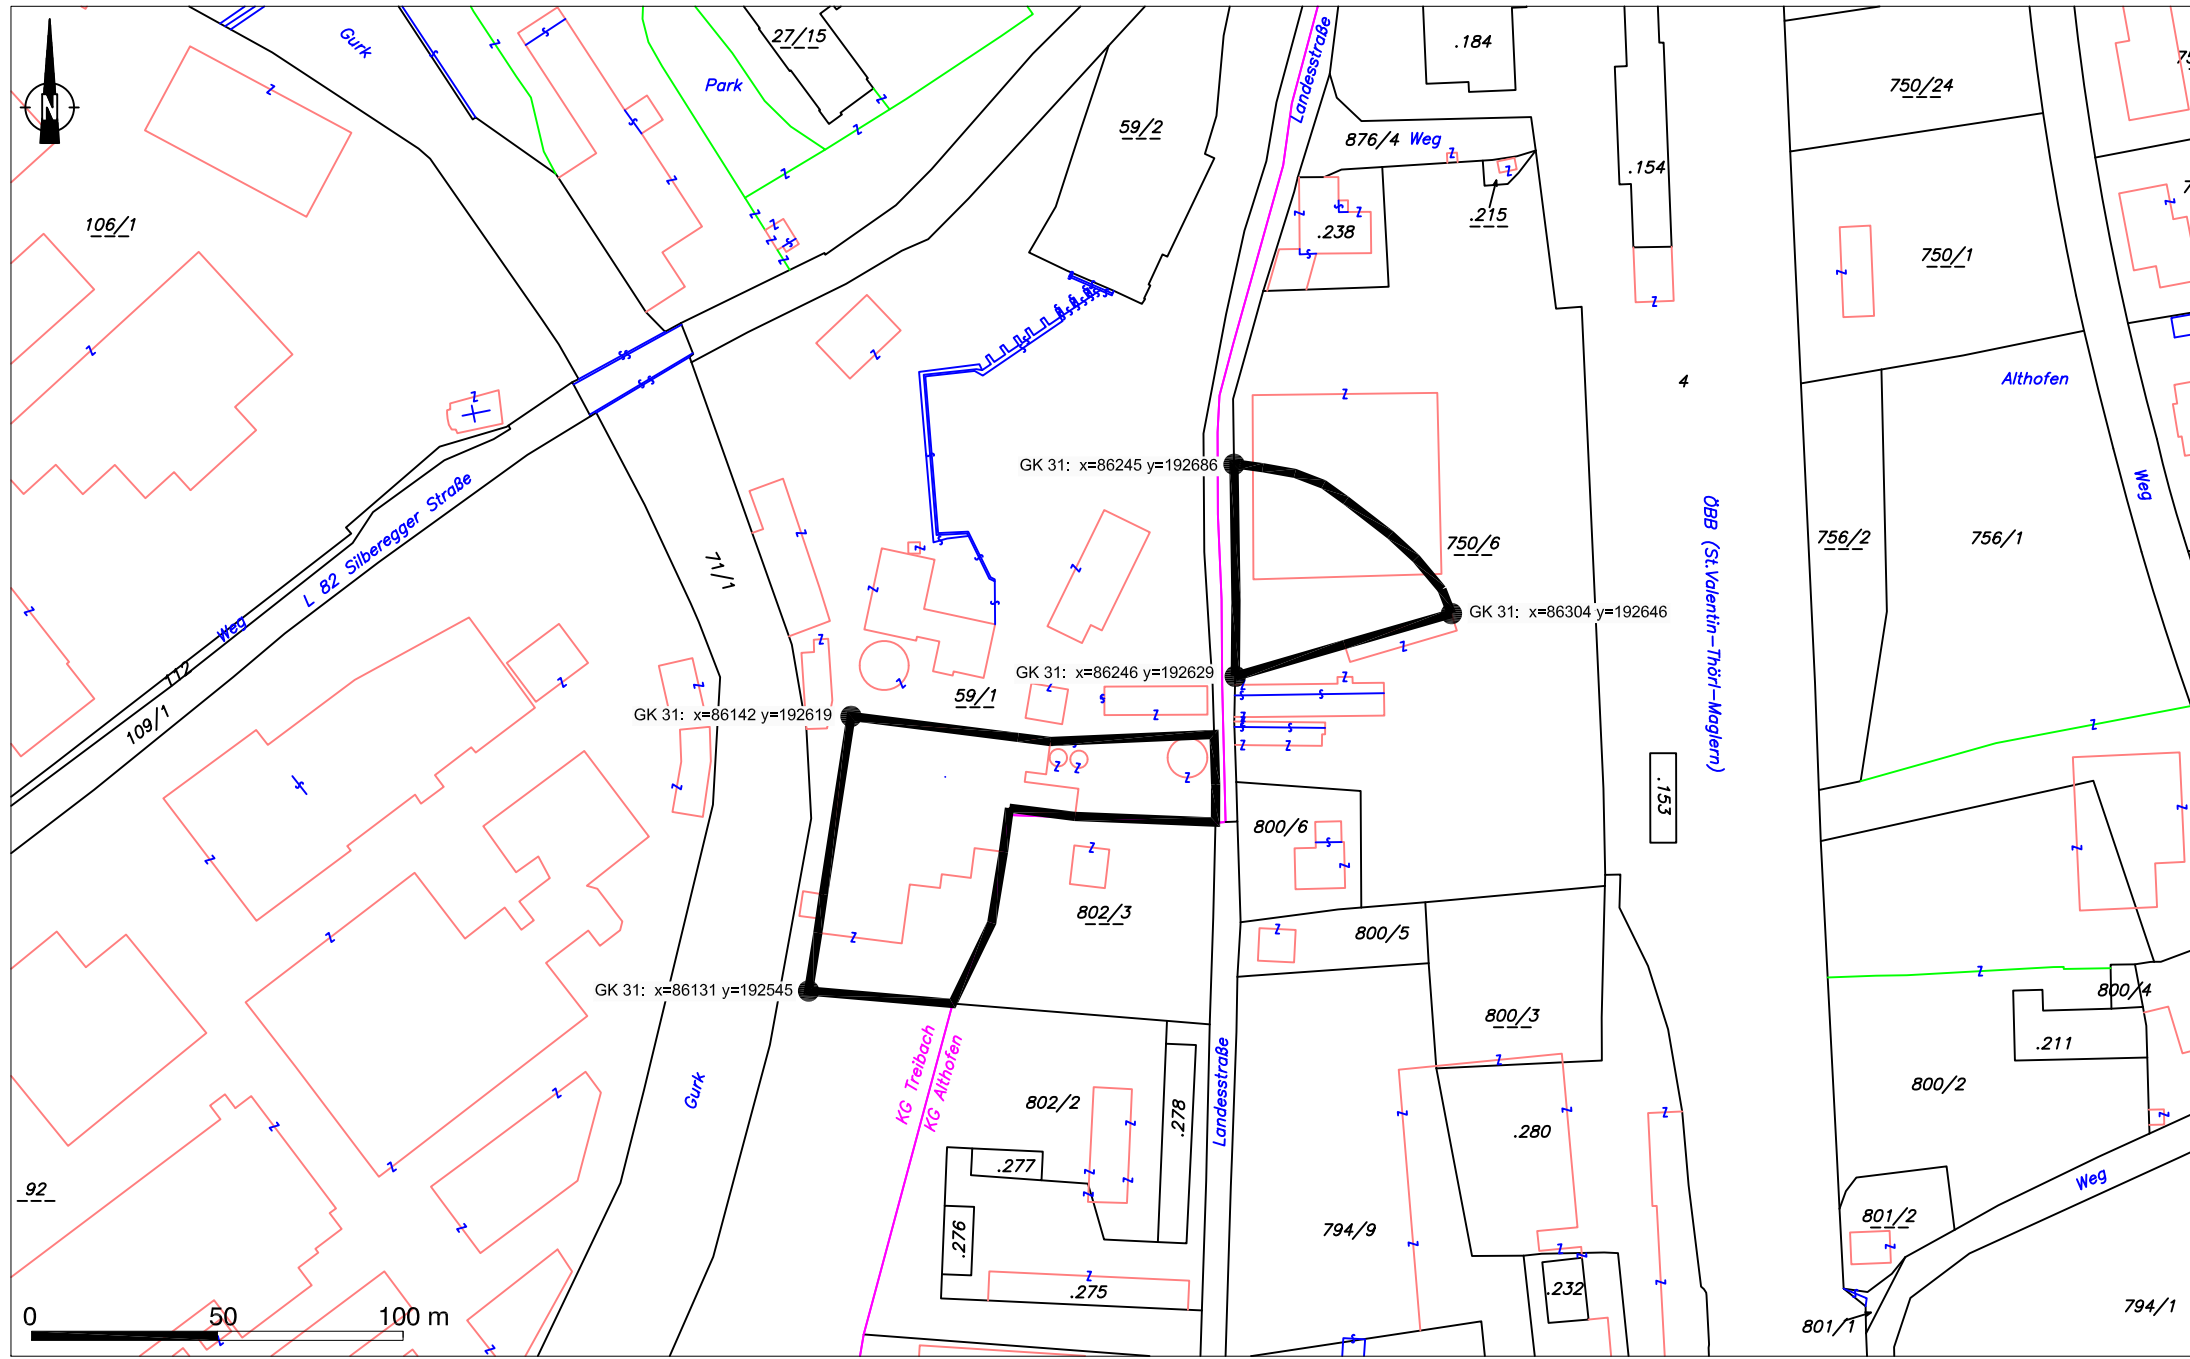 N
Gurk
27/15
Park
59/2
Landesstraße
.184
876/4 Weg
.154
750/24
.215
.238
106/1
750/1
4
Althofen
GK 31: x=86245 y=192686
L 82 Silberegger Straße
Weg
112
109/1
71/1
750/6
GK 31: x=86304 y=192646
ÖBB (St.Valentin-Thörl-Maglern)
756/2
756/1
Weg
GK 31: x=86246 y=192629
59/1
GK 31: x=86142 y=192619
.153
800/6
802/3
800/5
GK 31: x=86131 y=192545
800/3
800/4
.211
800/2
KG Treibach
KG Althofen
Gurk
Landesstraße
802/2
.278
.277
.276
.275
.280
794/9
.232
92
Weg
801/2
801/1
794/1
0 50 100 m